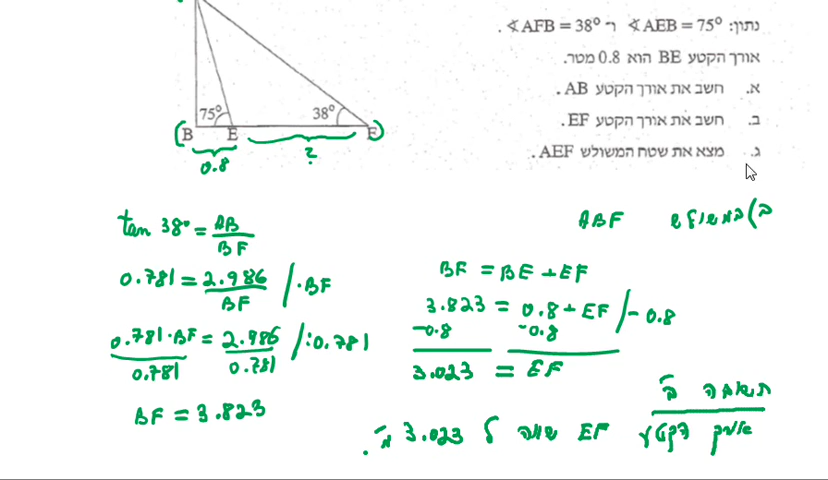 נתון: ∢AEB = 75° ו־ ∢AFB = 38°.
אורך הקטע BE הוא 0.8 מטר.
א. חשב את אורך הקטע AB.
ב. חשב את אורך הקטע EF.
ג. מצא את שטח המשולש AEF.
75° 38°
B E F
0.8 ?
ב) במשולש ABF
tan 38° = AB / BF
0.781 = 2.986 / BF /·BF
0.781·BF / 0.781 = 2.986 / 0.781 /:0.781
BF = 3.823
BF = BE + EF
3.823 = 0.8 + EF /-0.8
-0.8 -0.8
3.023 = EF
תשובה ב'
אורך הקטע EF שווה ל 3.023 מ'.